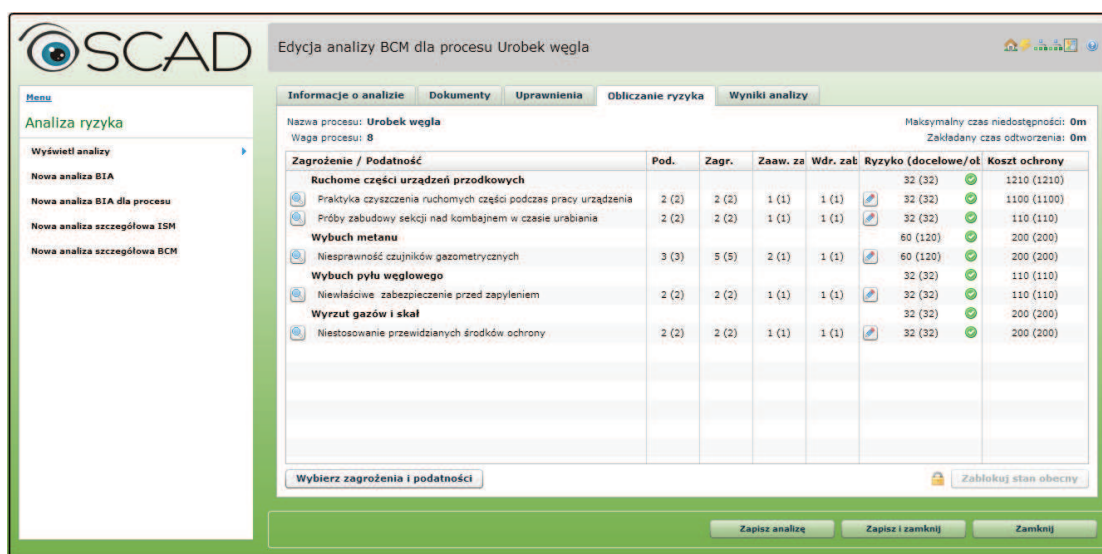 OSCAD
Edycja analizy BCM dla procesu Urobek węgla
Menu
Analiza ryzyka
Wyświetl analizy
Nowa analiza BIA
Nowa analiza BIA dla procesu
Nowa analiza szczegółowa ISM
Nowa analiza szczegółowa BCM
Informacje o analizie Dokumenty Uprawnienia Obliczanie ryzyka Wyniki analizy
Nazwa procesu: Urobek węgla Maksymalny czas niedostępności: 0m
Waga procesu: 8 Zakładany czas odtworzenia: 0m
Zagrożenie / Podatność Pod. Zagr. Zaaw. za Wdr. zab Ryzyko (docelowe/ob Koszt ochrony
Ruchome części urządzeń przodkowych 32 (32) 1210 (1210)
Praktyka czyszczenia ruchomych części podczas pracy urządzenia 2 (2) 2 (2) 1 (1) 1 (1) 32 (32) 1100 (1100)
Próby zabudowy sekcji nad kombajnem w czasie urabiania 2 (2) 2 (2) 1 (1) 1 (1) 32 (32) 110 (110)
Wybuch metanu 60 (120) 200 (200)
Niesprawność czujników gazometrycznych 3 (3) 5 (5) 2 (1) 1 (1) 60 (120) 200 (200)
Wybuch pyłu węglowego 32 (32) 110 (110)
Niewłaściwe zabezpieczenie przed zapyleniem 2 (2) 2 (2) 1 (1) 1 (1) 32 (32) 110 (110)
Wyrzut gazów i skał 32 (32) 200 (200)
Niestosowanie przewidzianych środków ochrony 2 (2) 2 (2) 1 (1) 1 (1) 32 (32) 200 (200)
Wybierz zagrożenia i podatności Zablokuj stan obecny
Zapisz analizę Zapisz i zamknij Zamknij